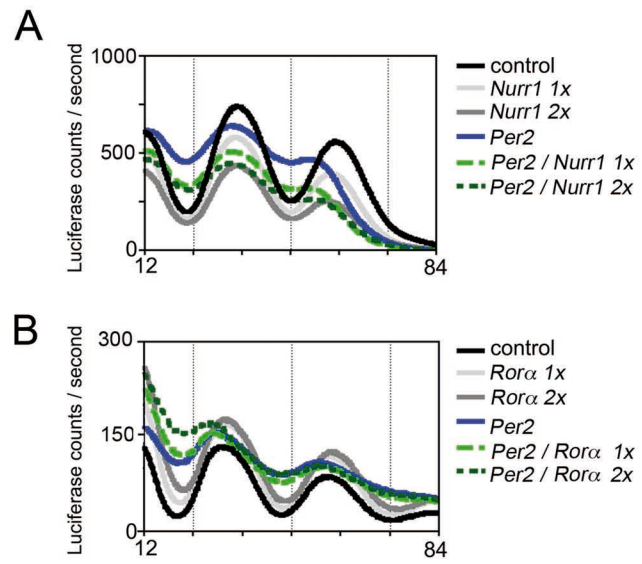 A
Luciferase counts / second
1000
500
0
12
84
control
Nurr1 1x
Nurr1 2x
Per2
Per2 / Nurr1 1x
Per2 / Nurr1 2x
B
Luciferase counts / second
300
150
0
12
84
control
Rorα 1x
Rorα 2x
Per2
Per2 / Rorα 1x
Per2 / Rorα 2x